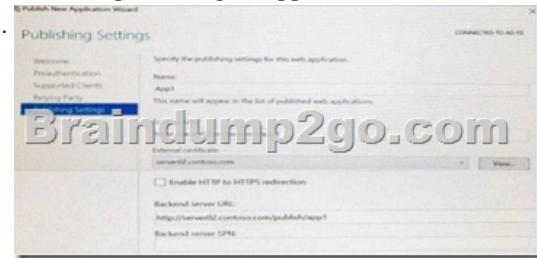 Publish New Application Wizard
Publishing Settings
CONNECTED TO AD FS
Welcome
Preauthentication
Supported Clients
Relying Party
Publishing Settings
Specify the publishing settings for this web application.
Name:
App1
This name will appear in the list of published web applications.
Braindump2go.com
External certificate:
server02.contoso.com
View...
Enable HTTP to HTTPS redirection
Backend server URL:
http://server02.contoso.com/publish/app1
Backend server SPN: